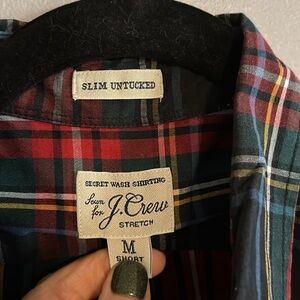 SLIM UNTUCKED
SECRET WASH SHIRTING
Sewn
for J.Crew
STRETCH
M
SHORT